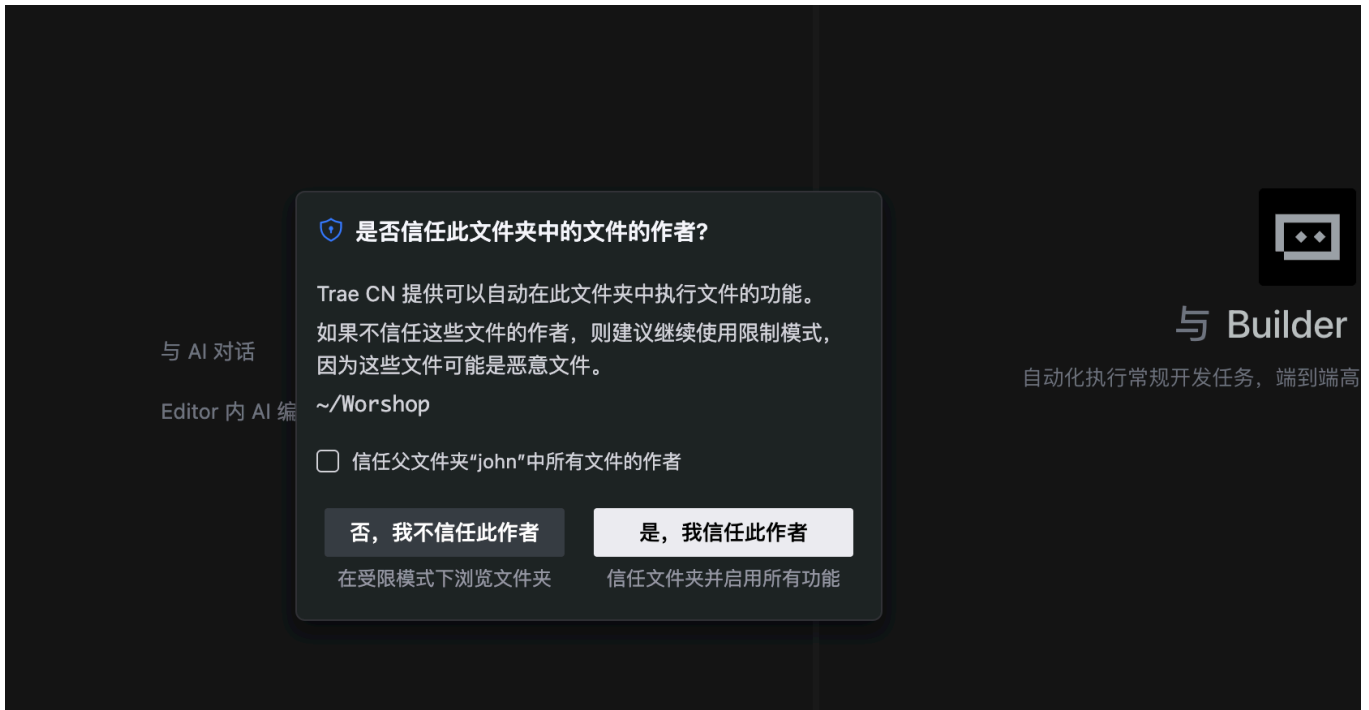 是否信任此文件夹中的文件的作者?
Trae CN 提供可以自动在此文件夹中执行文件的功能。
如果不信任这些文件的作者，则建议继续使用限制模式，
因为这些文件可能是恶意文件。
~/Worshop
信任父文件夹“john”中所有文件的作者
否，我不信任此作者
是，我信任此作者
在受限模式下浏览文件夹
信任文件夹并启用所有功能
与 AI 对话
Editor 内 AI 编
与 Builder
自动化执行常规开发任务，端到端高